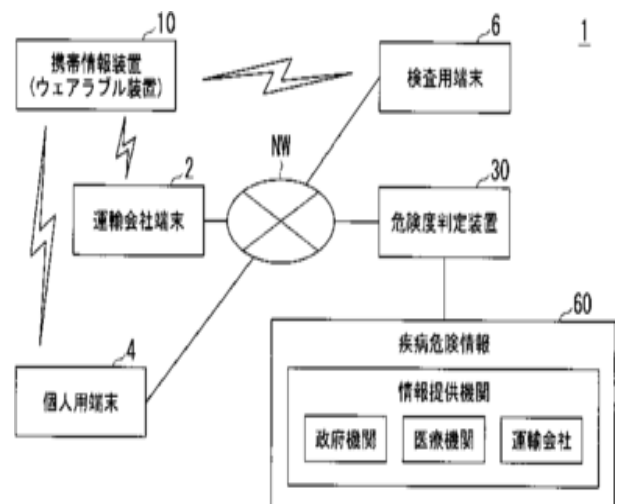 10
6
1
携帯情報装置
(ウェアラブル装置)
検査用端末
NW
2
30
運輸会社端末
危険度判定装置
60
疾病危険情報
4
情報提供機関
個人用端末
政府機関
医療機関
運輸会社